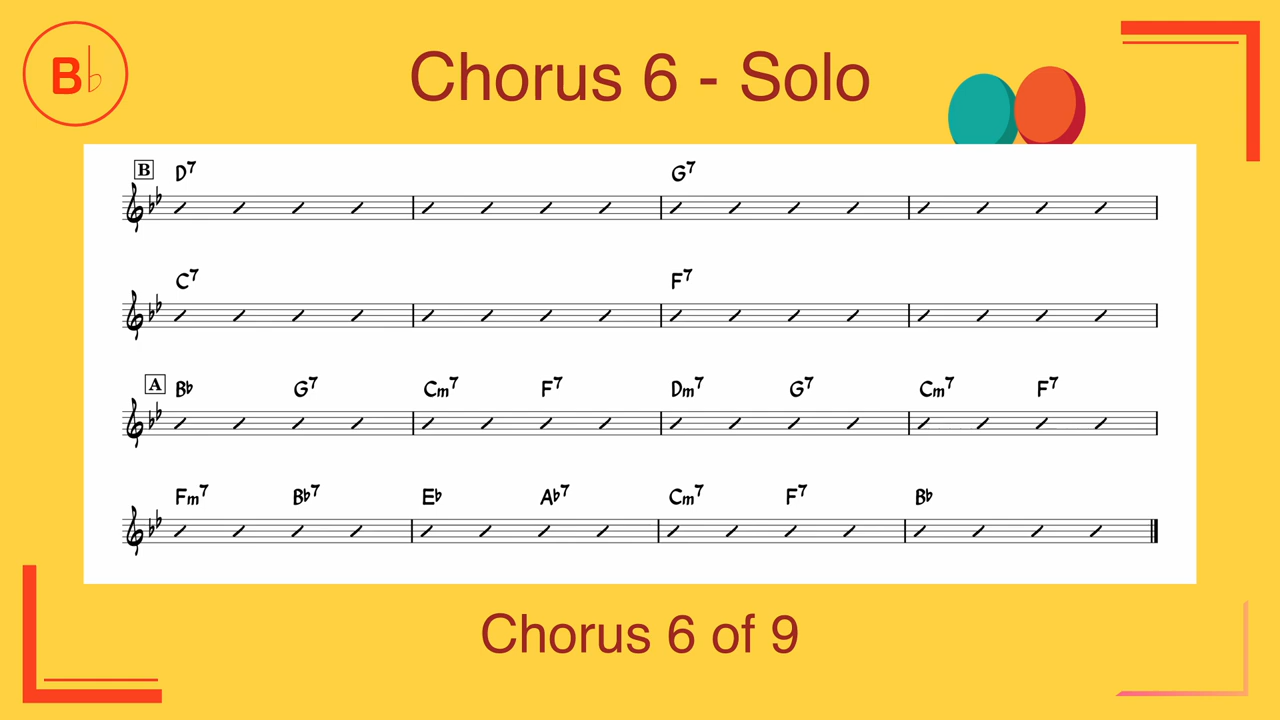 B♭
Chorus 6 - Solo
B D7 G7
C7 F7
A B♭ G7 Cm7 F7 Dm7 G7 Cm7 F7
Fm7 B♭7 E♭ A♭7 Cm7 F7 B♭
Chorus 6 of 9